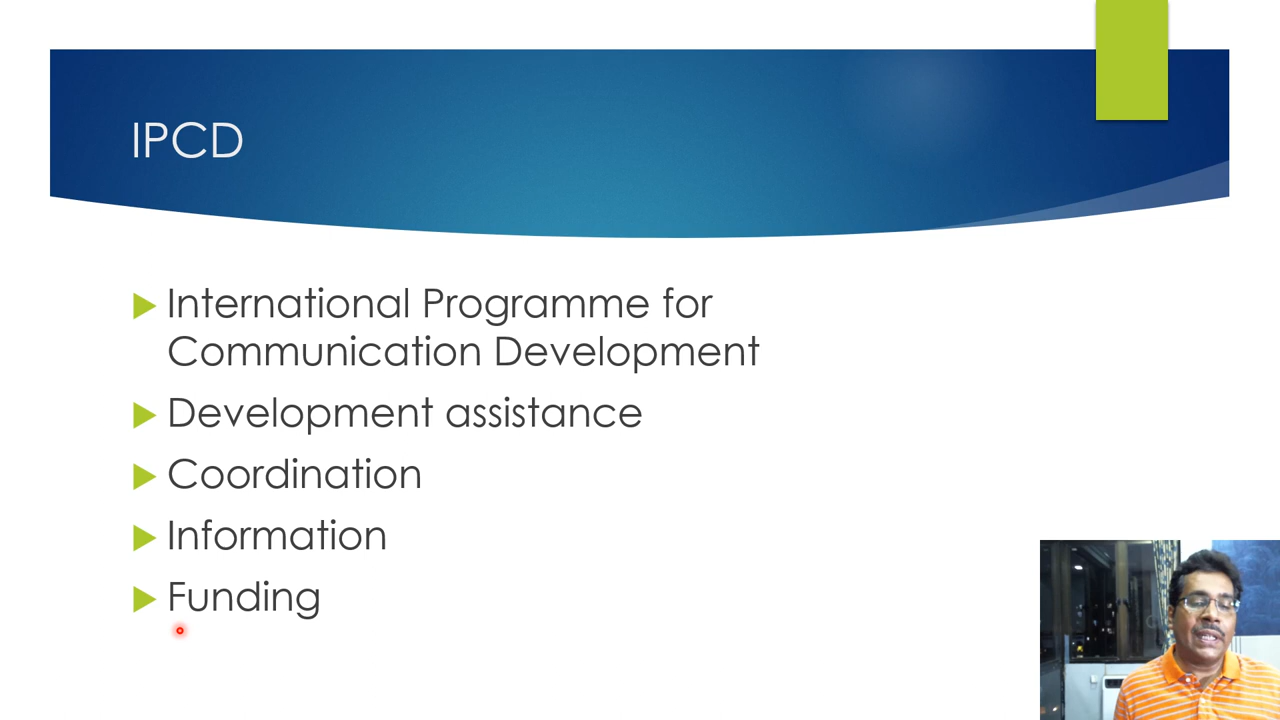 IPCD
International Programme for
Communication Development
Development assistance
Coordination
Information
Funding